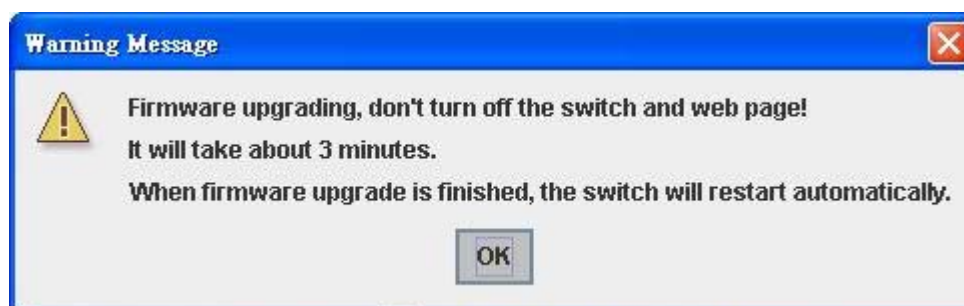 Warning Message
Firmware upgrading, don't turn off the switch and web page!
It will take about 3 minutes.
When firmware upgrade is finished, the switch will restart automatically.
OK